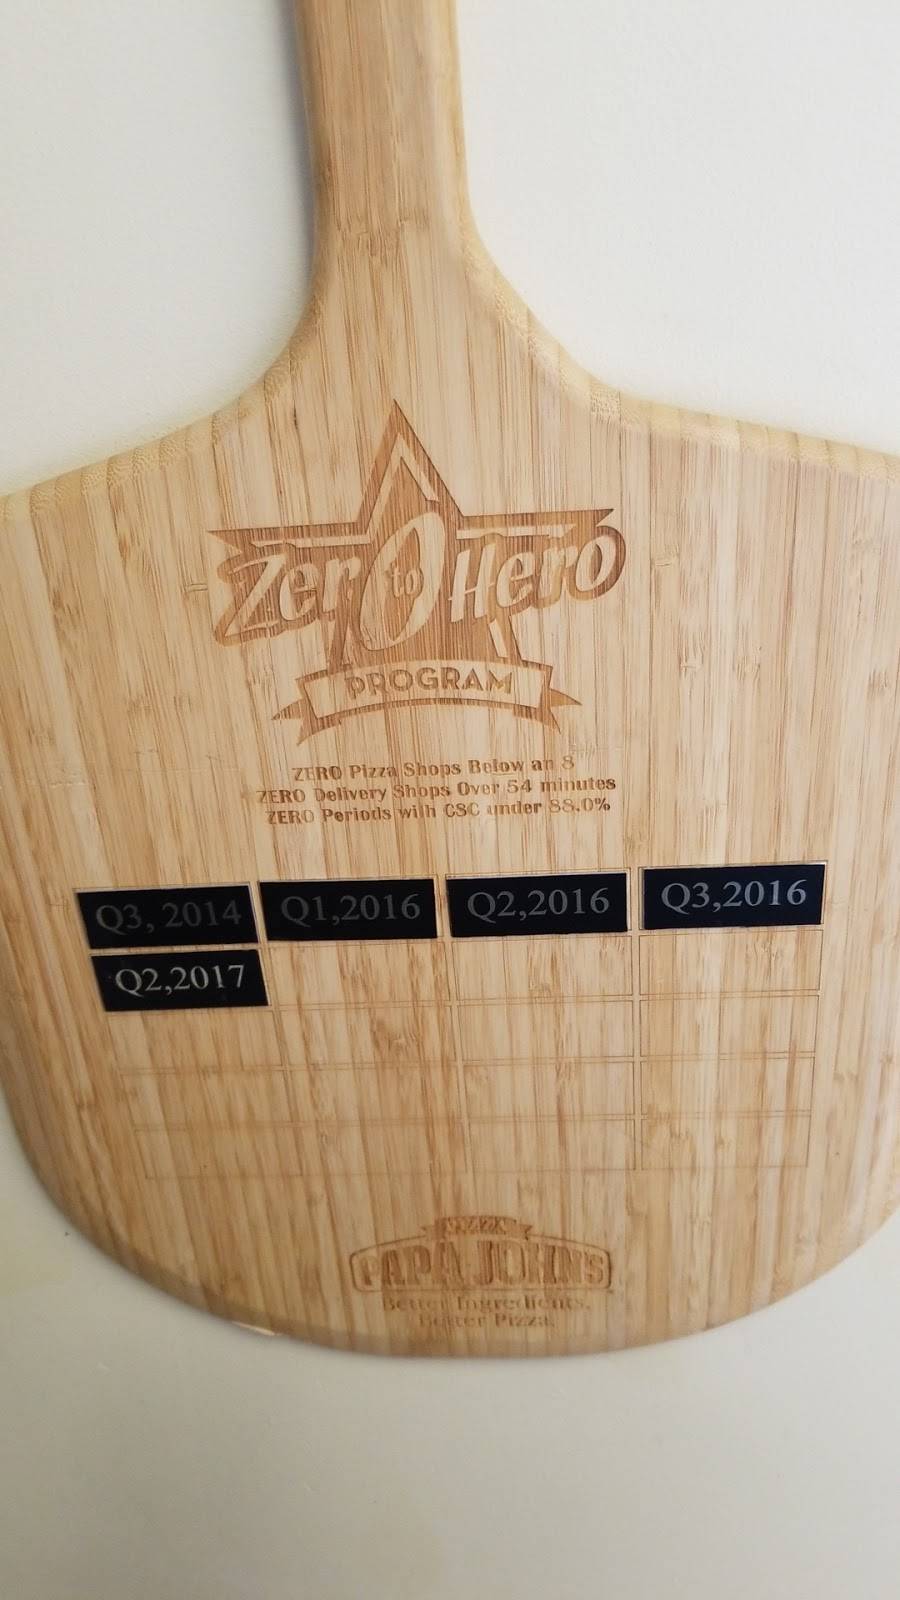 Zero to Hero
PROGRAM
ZERO Pizza Shops Below an 8
ZERO Delivery Shops Over 54 minutes
ZERO Periods with CSC under 88.0%
Q3, 2014 Q1,2016 Q2,2016 Q3,2016
Q2,2017
PIZZA
PAPA JOHN'S
Better Ingredients.
Better Pizza.